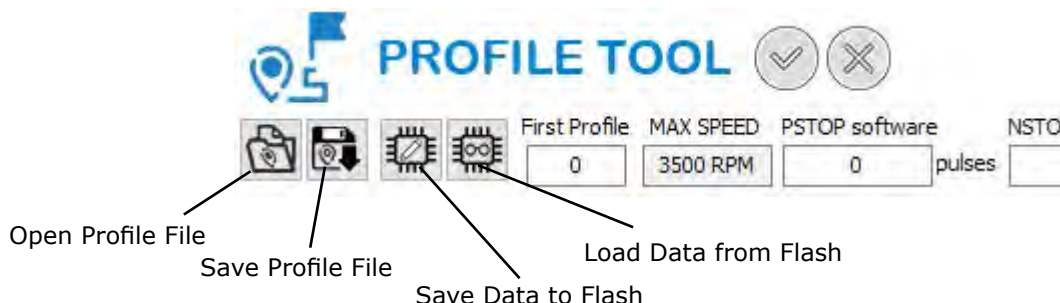 PROFILE TOOL
First Profile MAX SPEED PSTOP software NSTO
0 3500 RPM 0 pulses
Open Profile File
Load Data from Flash
Save Profile File
Save Data to Flash